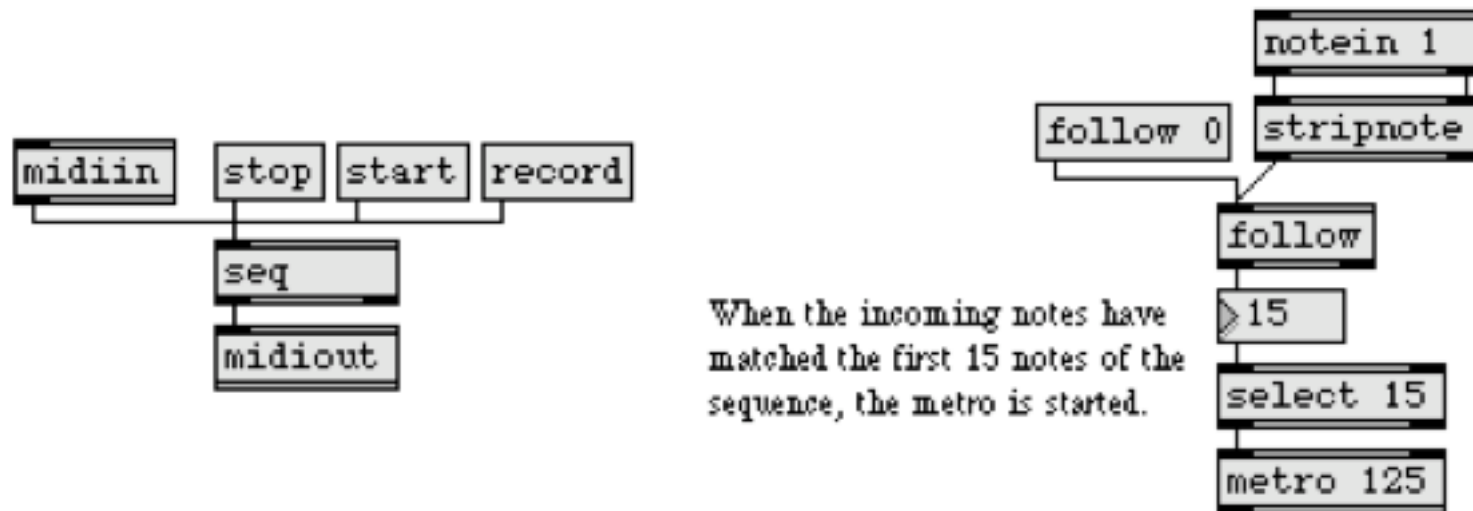 notein 1
follow 0
stripnote
midiin
stop
start
record
follow
seq
15
When the incoming notes have
matched the first 15 notes of the
sequence, the metro is started.
midiout
select 15
metro 125